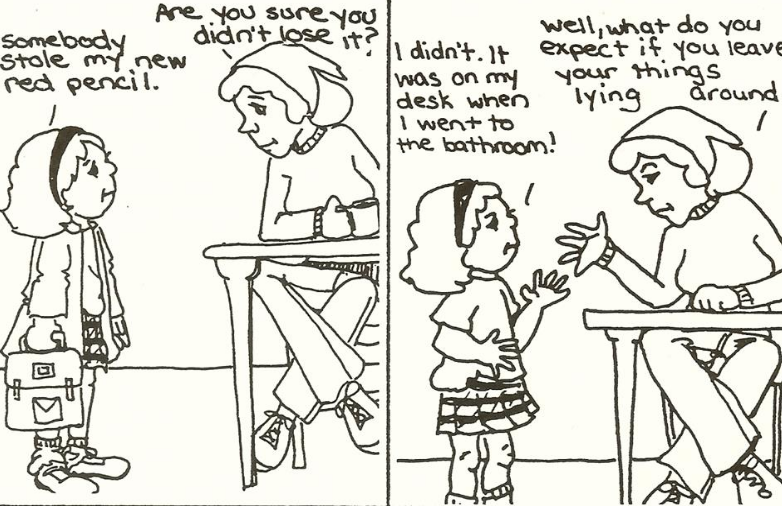 somebody
stole my new
red pencil.
Are you sure you
didn't lose it?
I didn't. It
was on my
desk when
I went to
the bathroom!
well, what do you
expect if you leave
your things
lying around